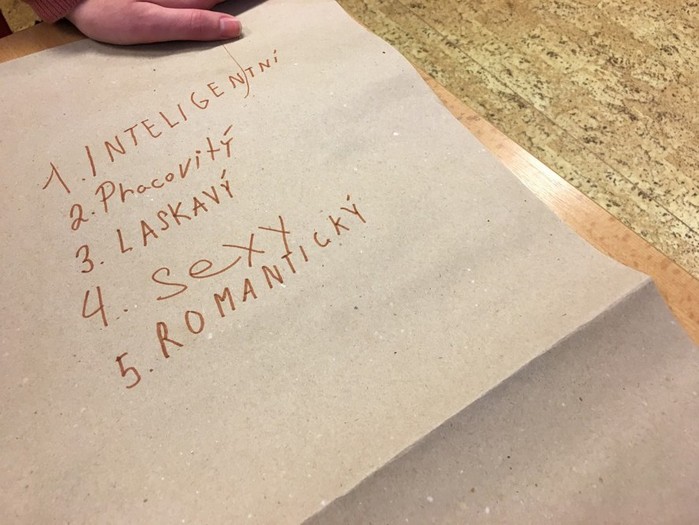 1. INTELIGENTNÍ
2. Pracovitý
3. LASKAVÝ
4. Sexy
5. ROMANTICKÝ